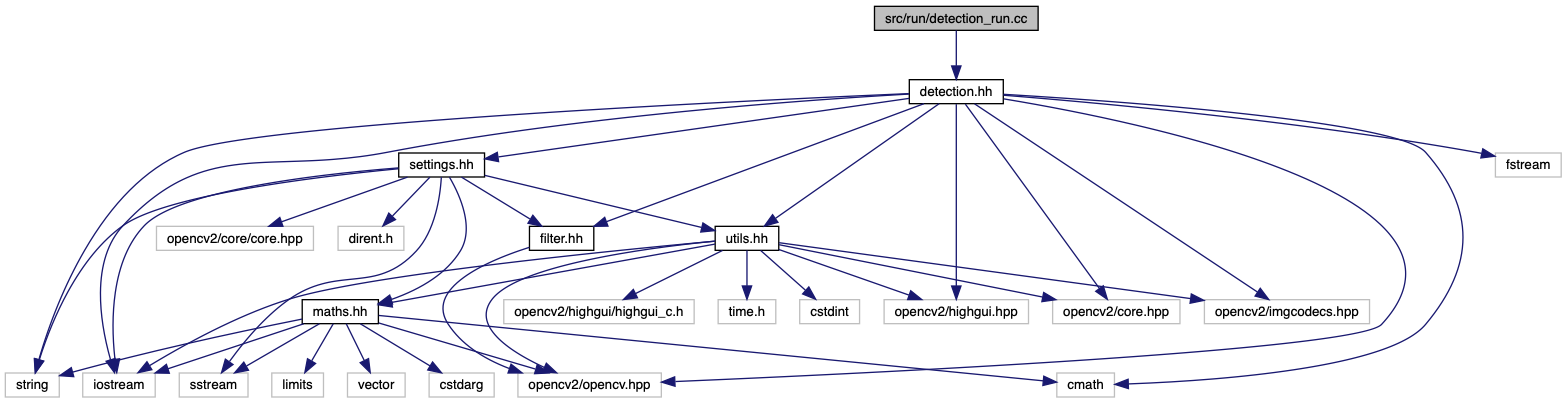 src/run/detection_run.cc
detection.hh
settings.hh
fstream
opencv2/core/core.hpp
dirent.h
filter.hh
utils.hh
maths.hh
opencv2/highgui/highgui_c.h
time.h
cstdint
opencv2/highgui.hpp
opencv2/core.hpp
opencv2/imgcodecs.hpp
string
iostream
sstream
limits
vector
cstdarg
opencv2/opencv.hpp
cmath